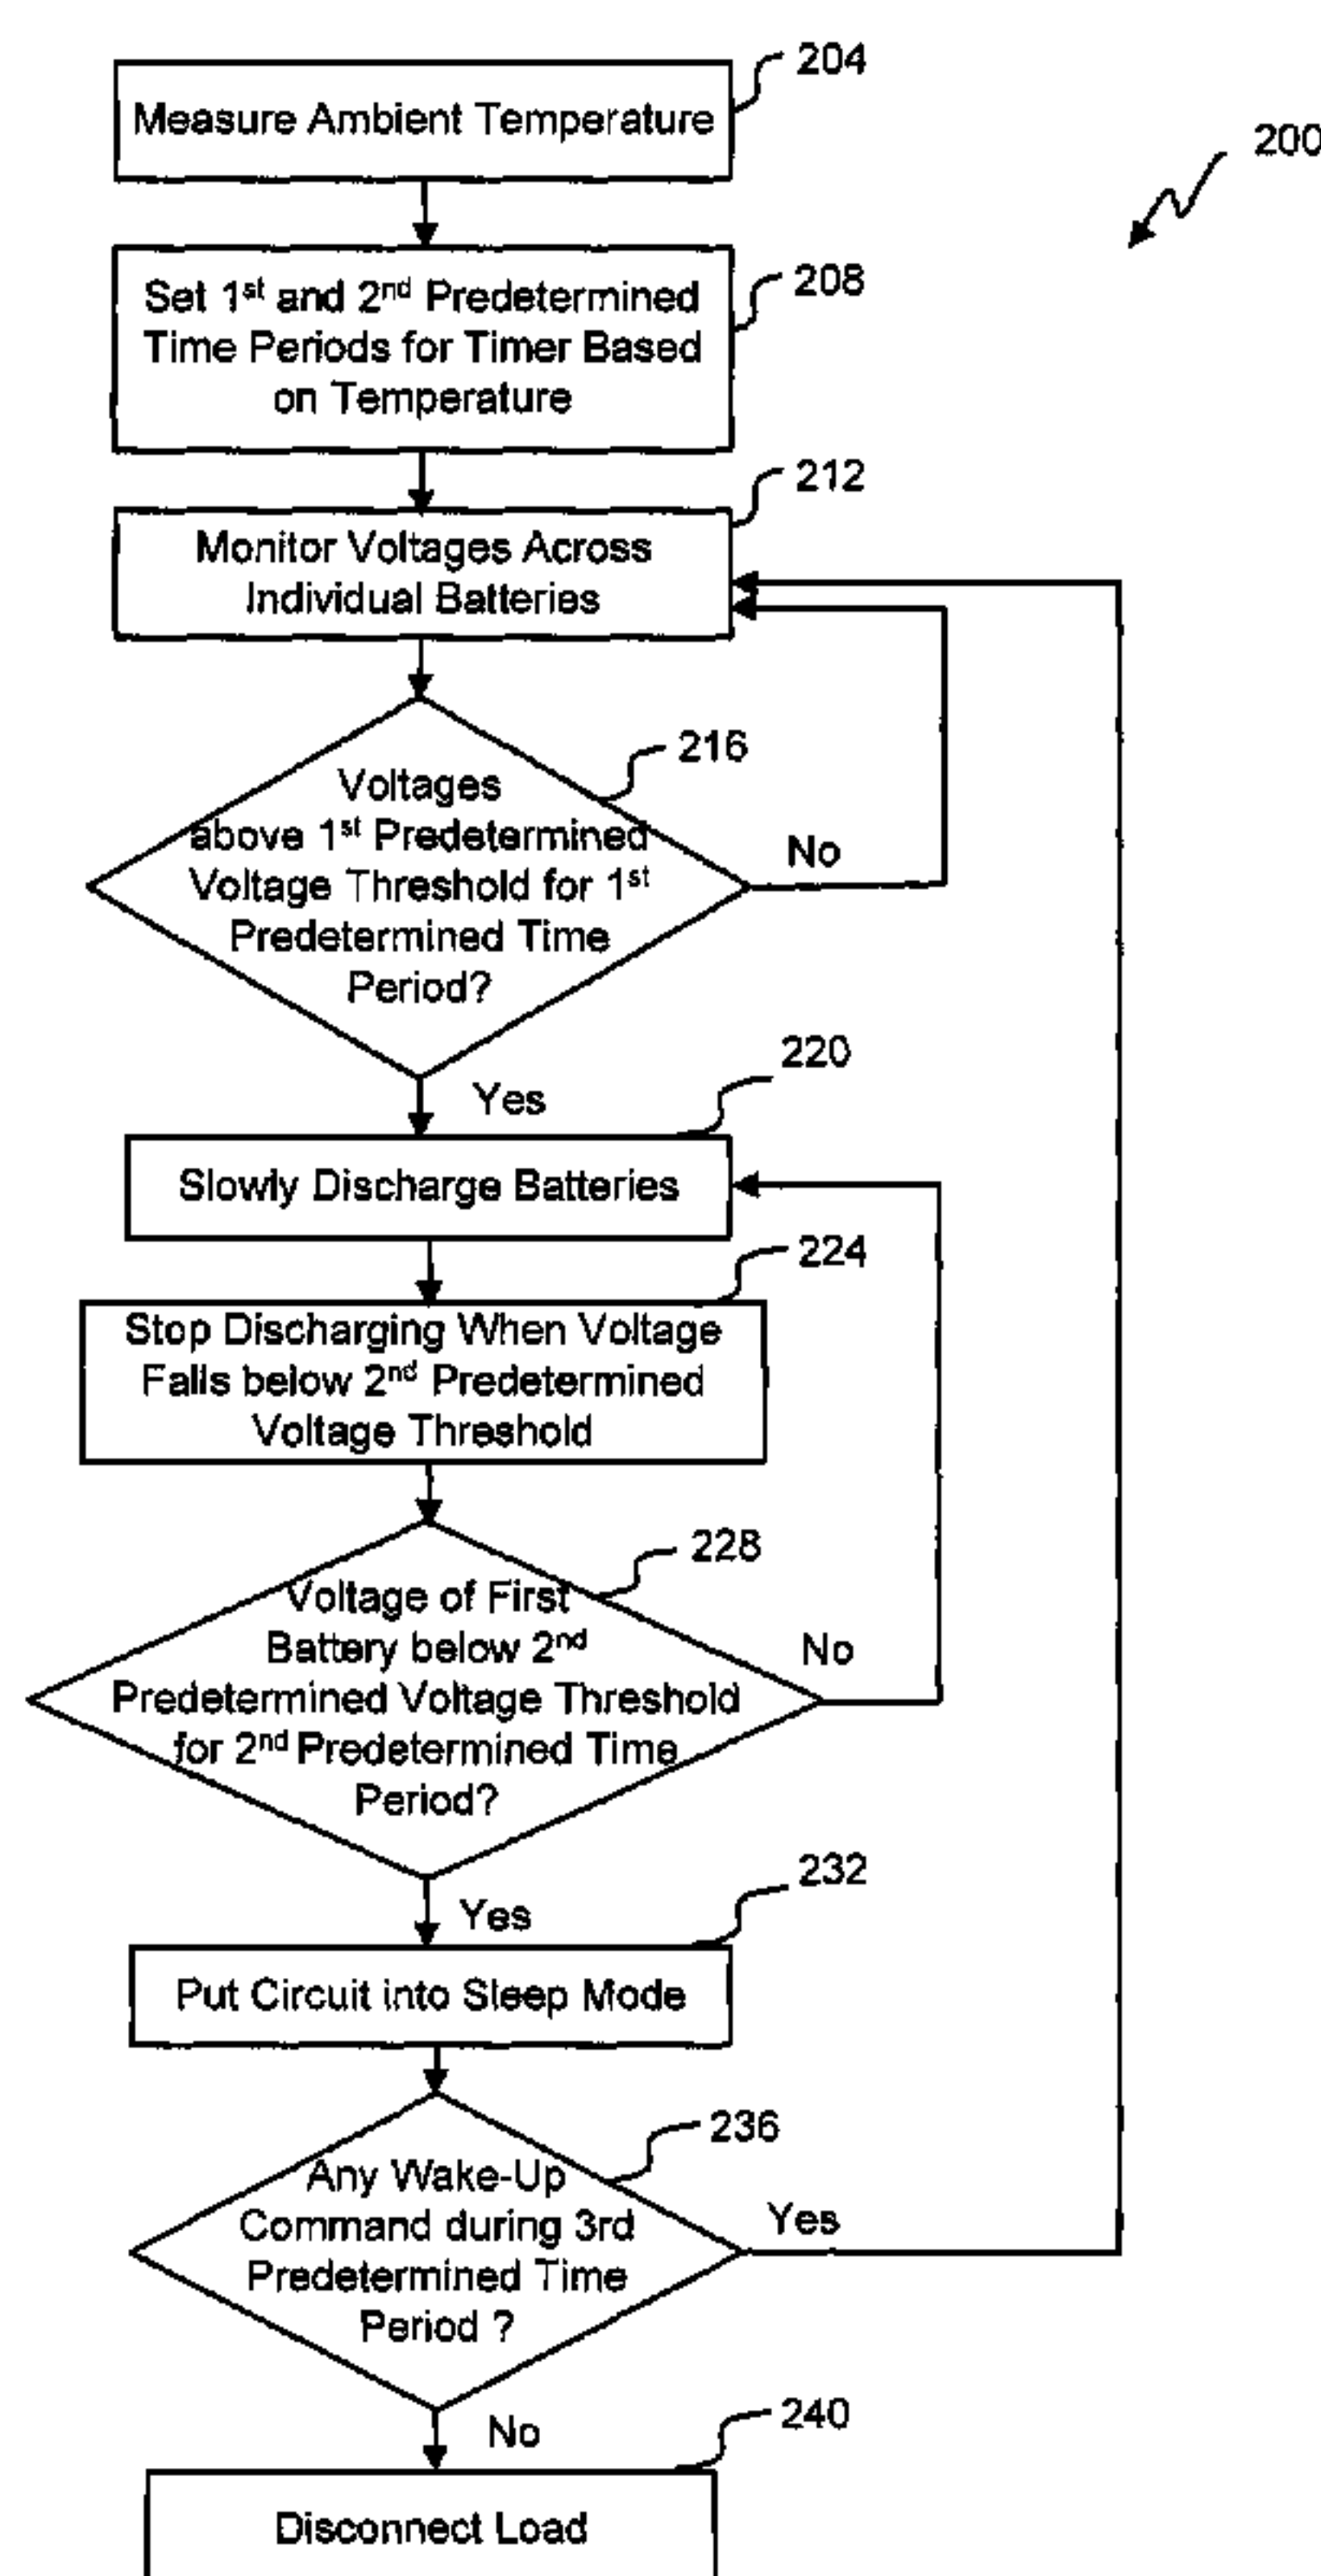 204
Measure Ambient Temperature
200
208
Set 1st and 2nd Predetermined
Time Periods for Timer Based
on Temperature
212
Monitor Voltages Across
Individual Batteries
216
Voltages
above 1st Predetermined
Voltage Threshold for 1st
Predetermined Time
Period?
No
Yes
220
Slowly Discharge Batteries
224
Stop Discharging When Voltage
Falls below 2nd Predetermined
Voltage Threshold
228
Voltage of First
Battery below 2nd
Predetermined Voltage Threshold
for 2nd Predetermined Time
Period?
No
Yes
232
Put Circuit into Sleep Mode
236
Any Wake-Up
Command during 3rd
Predetermined Time
Period ?
Yes
No
240
Disconnect Load